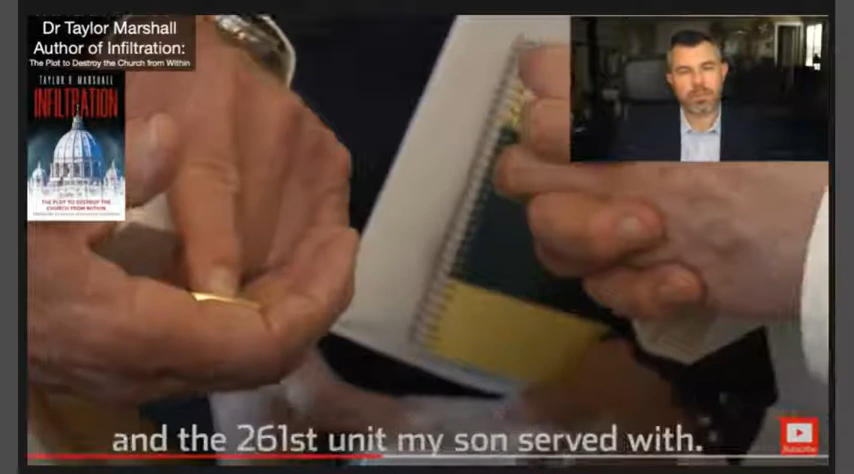 Dr Taylor Marshall
Author of Infiltration:
The Plot to Destroy the Church from Within
TAYLOR R MARSHALL
INFILTRATION
THE PLOT TO DESTROY THE
CHURCH FROM WITHIN
and the 261st unit my son served with.
Subscribe